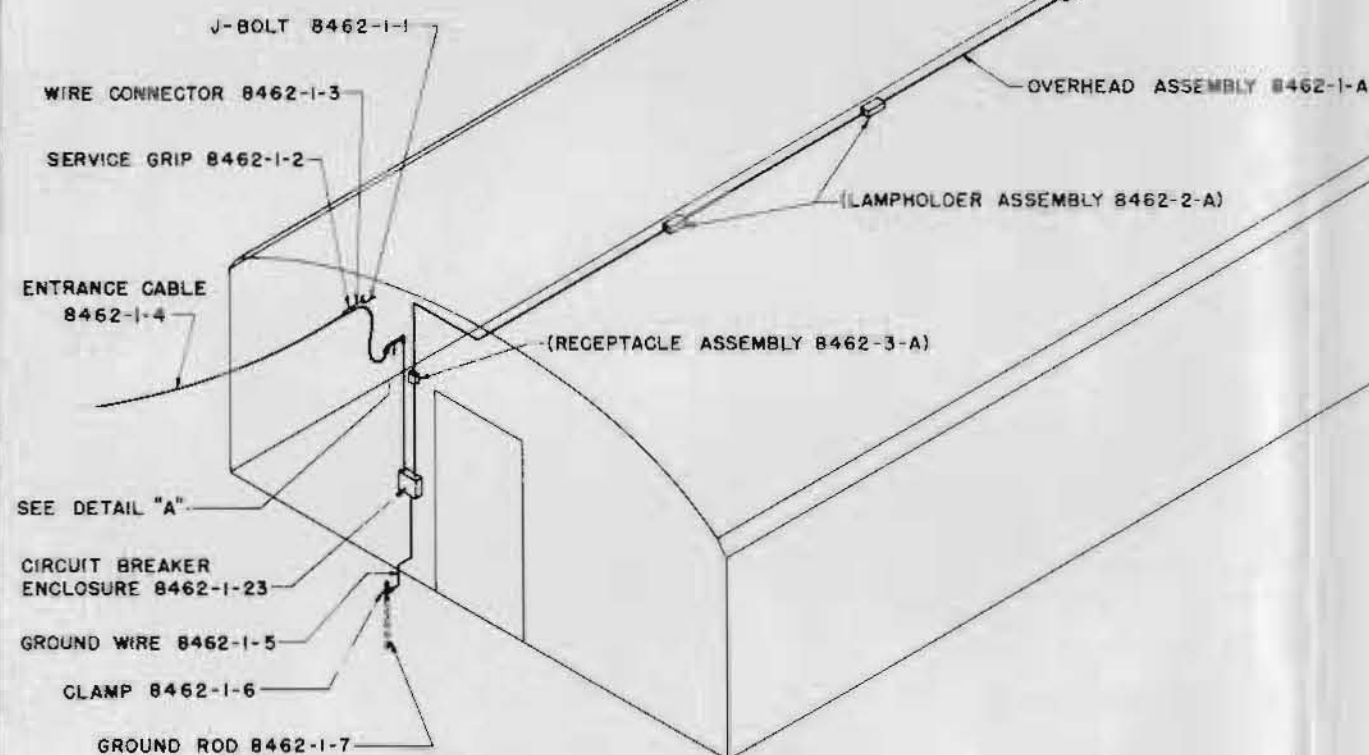 J-BOLT 8462-1-1
WIRE CONNECTOR 8462-1-3
SERVICE GRIP 8462-1-2
OVERHEAD ASSEMBLY 8462-1-A
(LAMPHOLDER ASSEMBLY 8462-2-A)
ENTRANCE CABLE
8462-1-4
(RECEPTACLE ASSEMBLY 8462-3-A)
SEE DETAIL "A"
CIRCUIT BREAKER
ENCLOSURE 8462-1-23
GROUND WIRE 8462-1-5
CLAMP 8462-1-6
GROUND ROD 8462-1-7